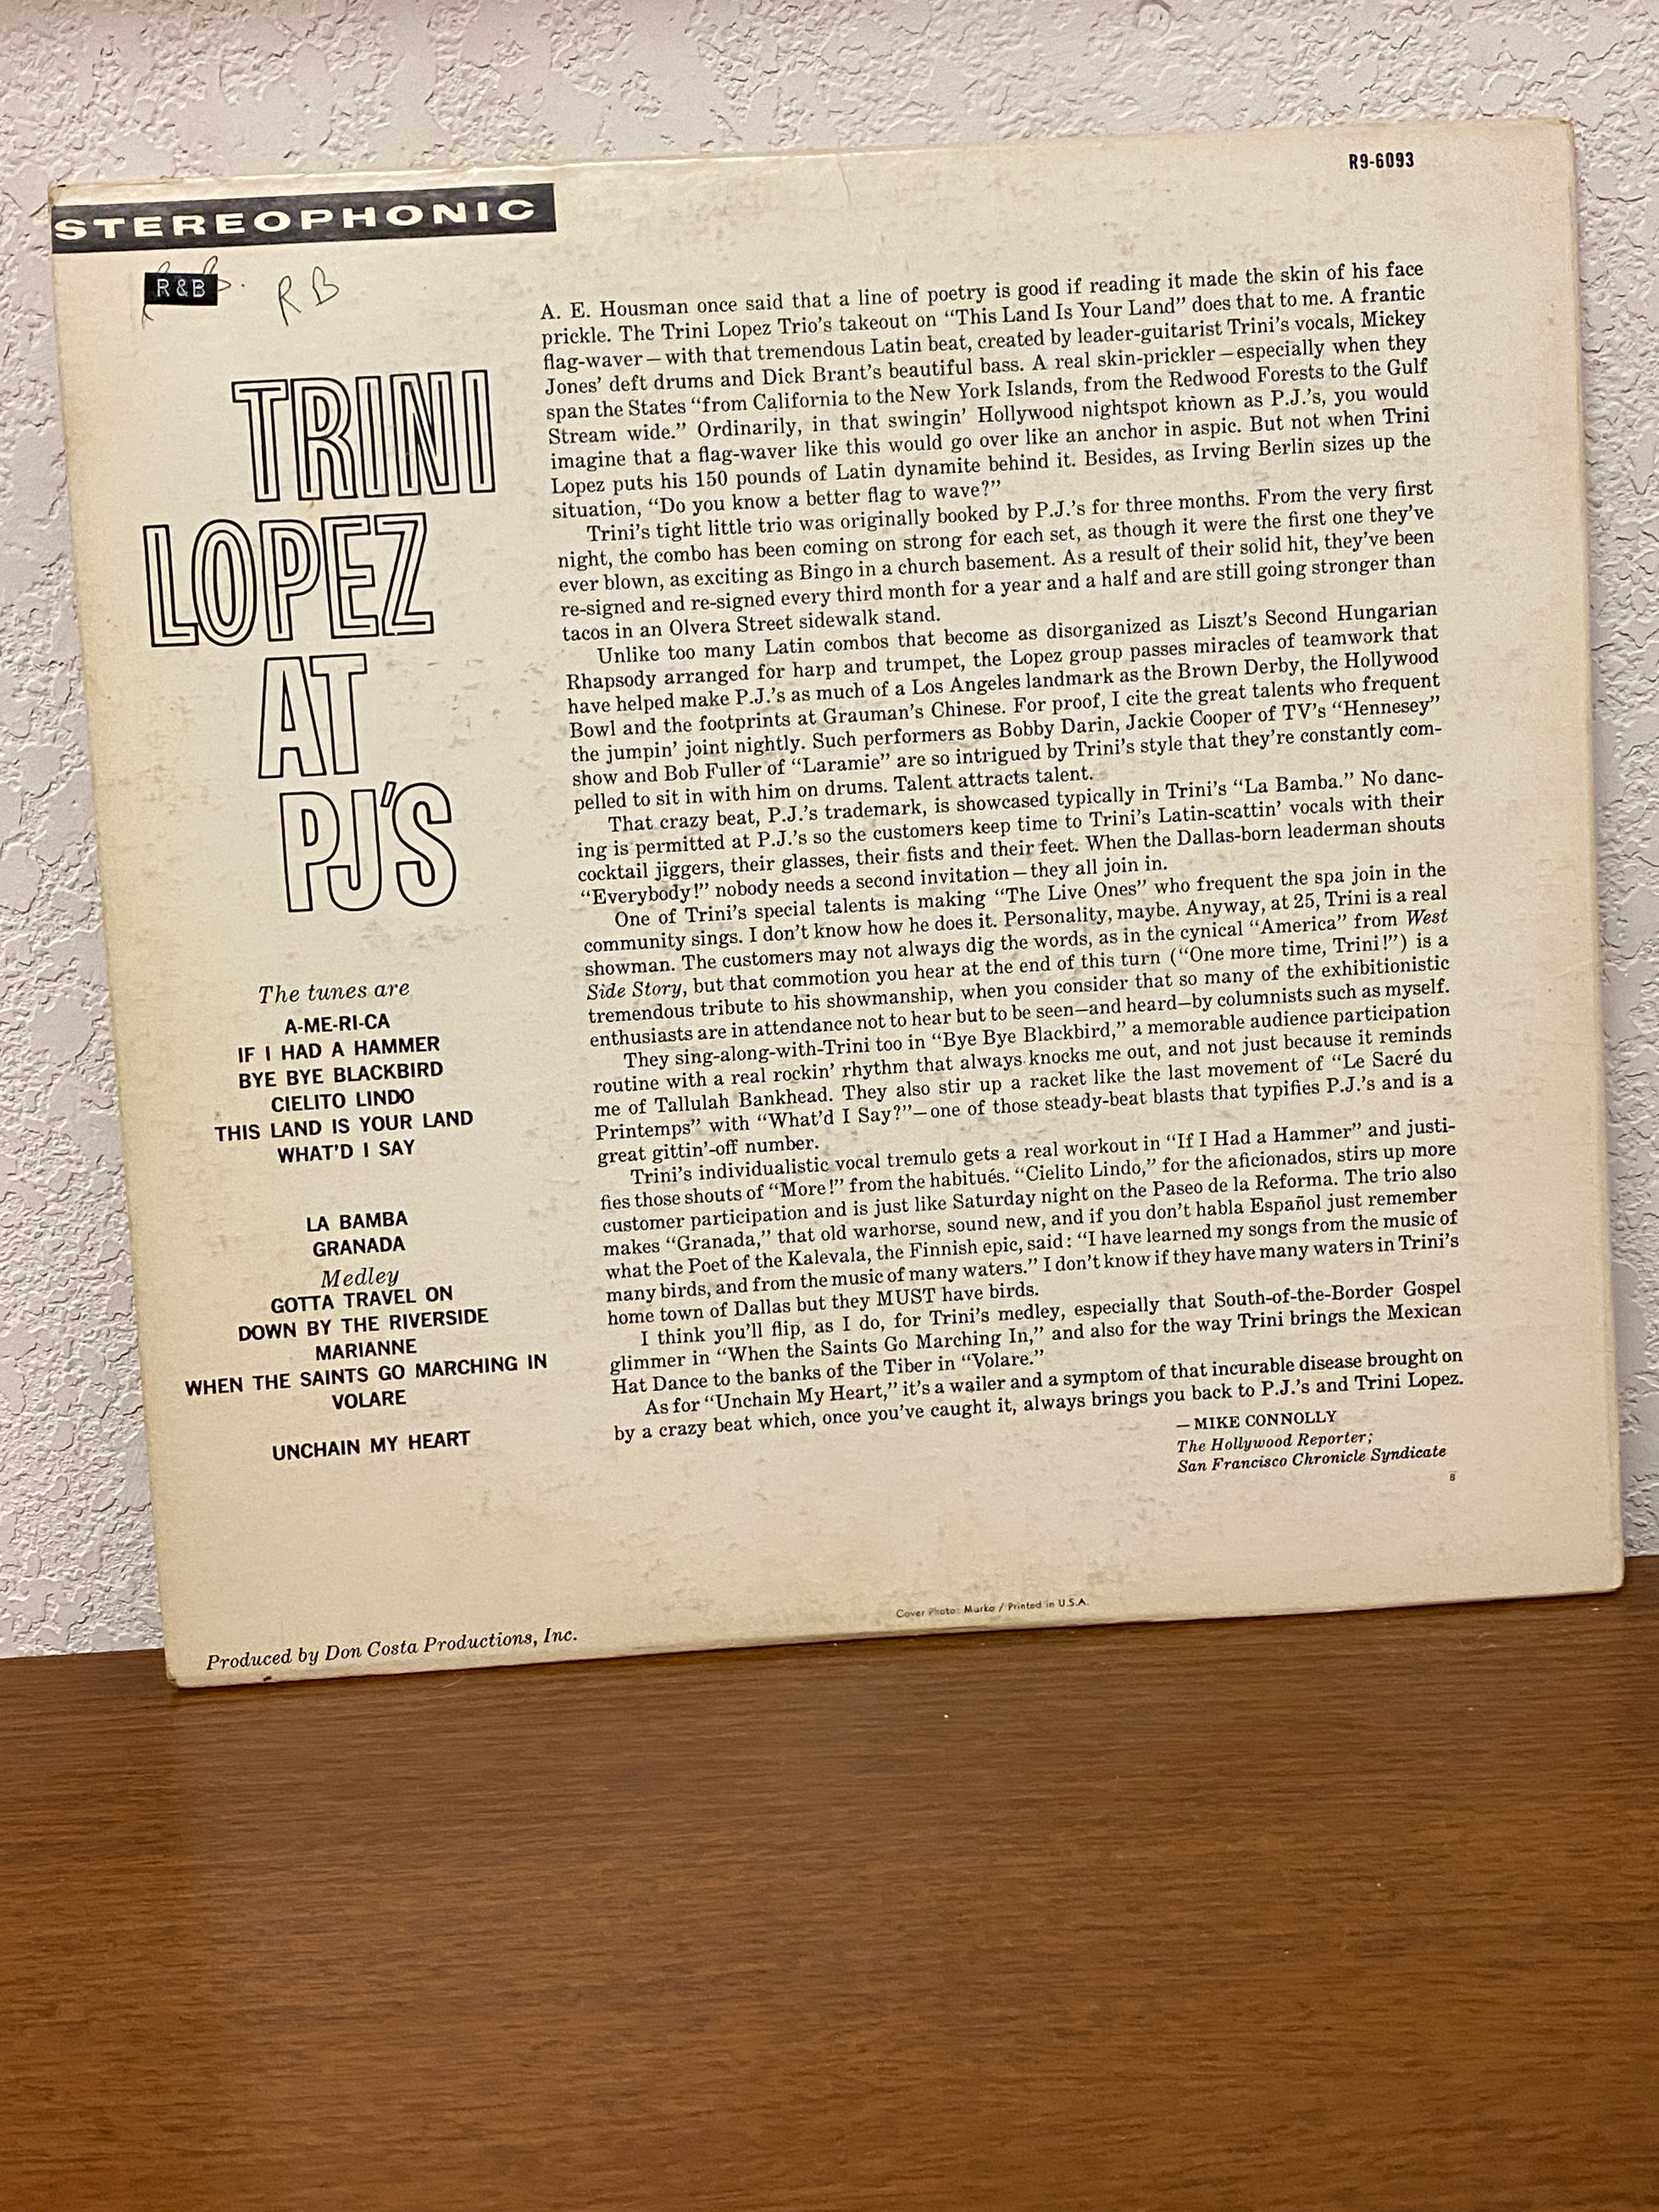 R9-6093
STEREOPHONIC
R&B
RB
TRINI
LOPEZ
AT
PJ'S
The tunes are
A-ME-RI-CA
IF I HAD A HAMMER
BYE BYE BLACKBIRD
CIELITO LINDO
THIS LAND IS YOUR LAND
WHAT'D I SAY
LA BAMBA
GRANADA
Medley
GOTTA TRAVEL ON
DOWN BY THE RIVERSIDE
MARIANNE
WHEN THE SAINTS GO MARCHING IN
VOLARE
UNCHAIN MY HEART
A. E. Housman once said that a line of poetry is good if reading it made the skin of his face
prickle. The Trini Lopez Trio's takeout on “This Land Is Your Land” does that to me. A frantic
flag-waver—with that tremendous Latin beat, created by leader-guitarist Trini's vocals, Mickey
Jones' deft drums and Dick Brant's beautiful bass. A real skin-prickler—especially when they
span the States “from California to the New York Islands, from the Redwood Forests to the Gulf
Stream wide.” Ordinarily, in that swingin' Hollywood nightspot known as P.J.'s, you would
imagine that a flag-waver like this would go over like an anchor in aspic. But not when Trini
Lopez puts his 150 pounds of Latin dynamite behind it. Besides, as Irving Berlin sizes up the
situation, “Do you know a better flag to wave?”
Trini's tight little trio was originally booked by P.J.'s for three months. From the very first
night, the combo has been coming on strong for each set, as though it were the first one they've
ever blown, as exciting as Bingo in a church basement. As a result of their solid hit, they've been
re-signed and re-signed every third month for a year and a half and are still going stronger than
tacos in an Olvera Street sidewalk stand.
Unlike too many Latin combos that become as disorganized as Liszt's Second Hungarian
Rhapsody arranged for harp and trumpet, the Lopez group passes miracles of teamwork that
have helped make P.J.'s as much of a Los Angeles landmark as the Brown Derby, the Hollywood
Bowl and the footprints at Grauman's Chinese. For proof, I cite the great talents who frequent
the jumpin' joint nightly. Such performers as Bobby Darin, Jackie Cooper of TV's “Hennesey”
show and Bob Fuller of “Laramie” are so intrigued by Trini's style that they're constantly com-
pelled to sit in with him on drums. Talent attracts talent.
That crazy beat, P.J.'s trademark, is showcased typically in Trini's “La Bamba.” No danc-
ing is permitted at P.J.'s so the customers keep time to Trini's Latin-scattin' vocals with their
cocktail jiggers, their glasses, their fists and their feet. When the Dallas-born leaderman shouts
“Everybody!” nobody needs a second invitation—they all join in.
One of Trini's special talents is making “The Live Ones” who frequent the spa join in the
community sings. I don't know how he does it. Personality, maybe. Anyway, at 25, Trini is a real
showman. The customers may not always dig the words, as in the cynical “America” from West
Side Story, but that commotion you hear at the end of this turn (“One more time, Trini!”) is a
tremendous tribute to his showmanship, when you consider that so many of the exhibitionistic
enthusiasts are in attendance not to hear but to be seen—and heard—by columnists such as myself.
They sing-along-with-Trini too in “Bye Bye Blackbird,” a memorable audience participation
routine with a real rockin' rhythm that always knocks me out, and not just because it reminds
me of Tallulah Bankhead. They also stir up a racket like the last movement of “Le Sacré du
Printemps” with “What'd I Say?”—one of those steady-beat blasts that typifies P.J.'s and is a
great gittin'-off number.
Trini's individualistic vocal tremulo gets a real workout in “If I Had a Hammer” and justi-
fies those shouts of “More!” from the habitués. “Cielito Lindo,” for the aficionados, stirs up more
customer participation and is just like Saturday night on the Paseo de la Reforma. The trio also
makes “Granada,” that old warhorse, sound new, and if you don't habla Español just remember
what the Poet of the Kalevala, the Finnish epic, said: “I have learned my songs from the music of
many birds, and from the music of many waters.” I don't know if they have many waters in Trini's
home town of Dallas but they MUST have birds.
I think you'll flip, as I do, for Trini's medley, especially that South-of-the-Border Gospel
glimmer in “When the Saints Go Marching In,” and also for the way Trini brings the Mexican
Hat Dance to the banks of the Tiber in “Volare.”
As for “Unchain My Heart,” it's a wailer and a symptom of that incurable disease brought on
by a crazy beat which, once you've caught it, always brings you back to P.J.'s and Trini Lopez.
—MIKE CONNOLLY
The Hollywood Reporter;
San Francisco Chronicle Syndicate
8
Cover Photo: Marko / Printed in U.S.A.
Produced by Don Costa Productions, Inc.